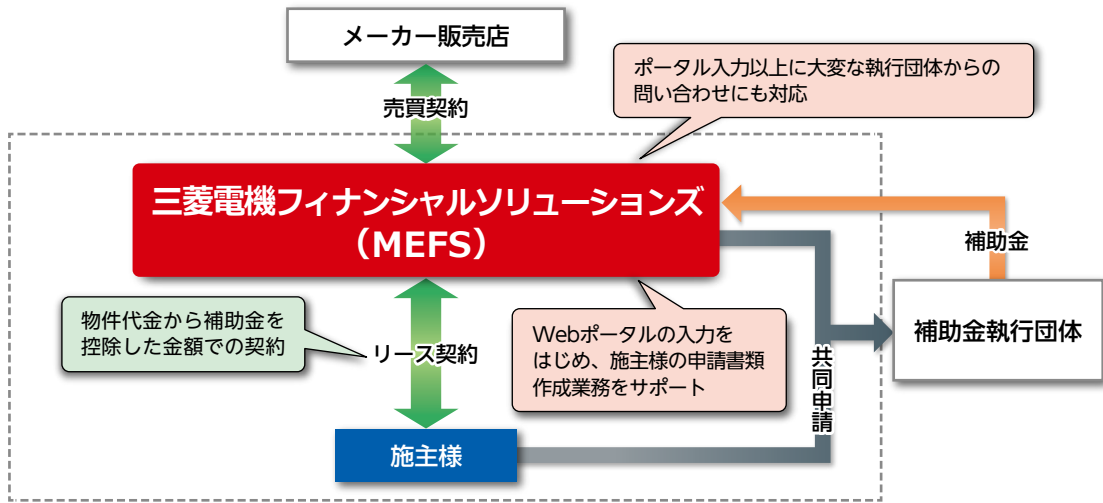 メーカー販売店
ポータル入力以上に大変な執行団体からの
問い合わせにも対応
売買契約
三菱電機フィナンシャルソリューションズ
（MEFS）
補助金
物件代金から補助金を
控除した金額での契約
リース契約
Webポータルの入力を
はじめ、施主様の申請書類
作成業務をサポート
補助金執行団体
共同申請
施主様